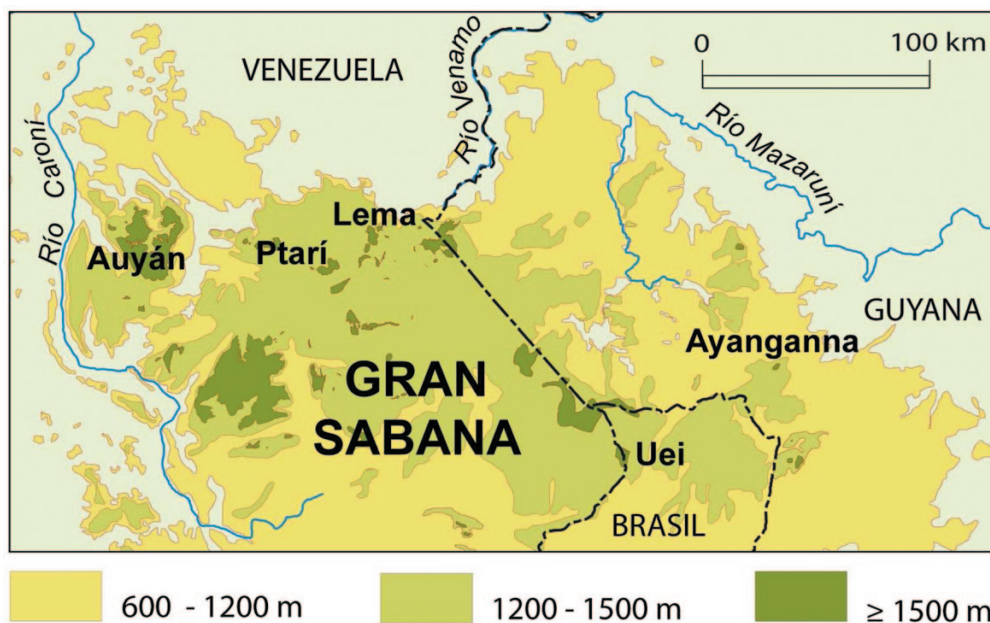 VENEZUELA
0 100 km
Río Venamo
Río Caroní
Río Mazaruní
Lema
Auyán
Ptarí
GUYANA
Ayanganna
GRAN
SABANA
Uei
BRASIL
600 - 1200 m
1200 - 1500 m
≥ 1500 m